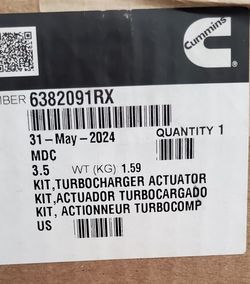 Cummins
MBER 6382091RX
31-May-2024 QUANTITY 1
MDC
3.5 WT (KG) 1.59
KIT,TURBOCHARGER ACTUATOR
KIT,ACTUADOR TURBOCARGADO
KIT, ACTIONNEUR TURBOCOMP
US